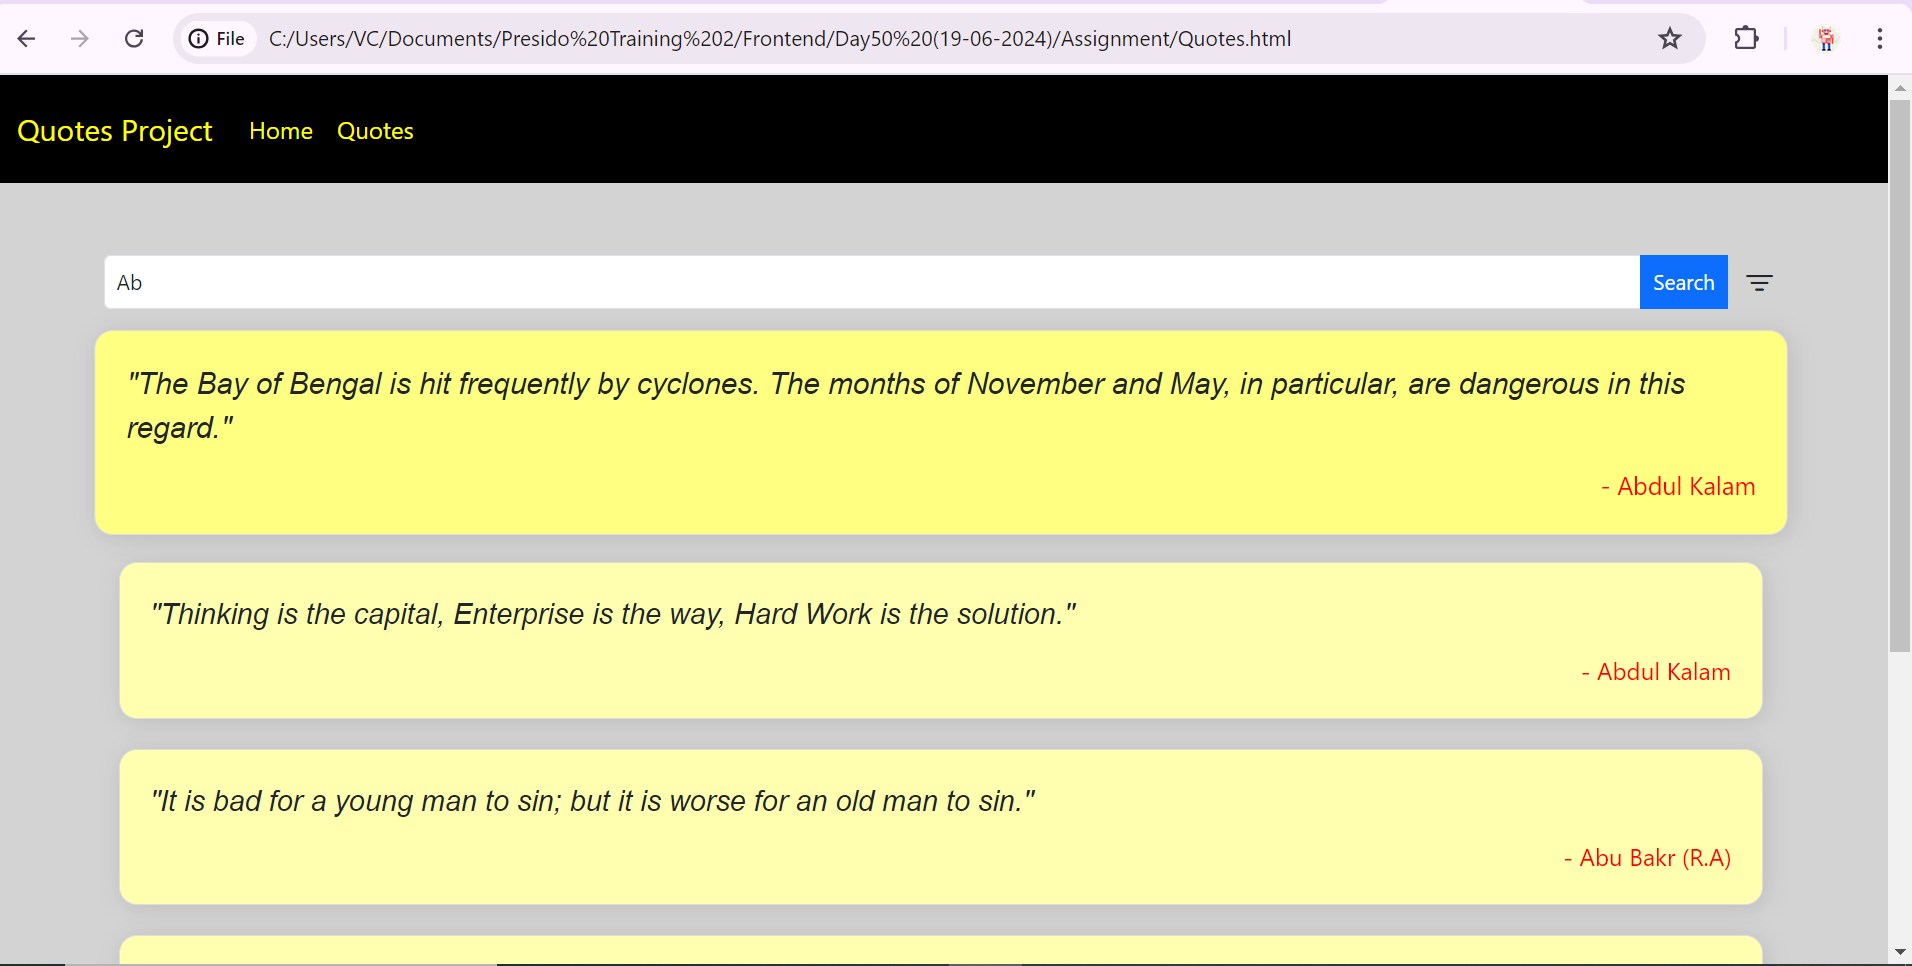 File C:/Users/VC/Documents/Presido%20Training%202/Frontend/Day50%20(19-06-2024)/Assignment/Quotes.html
Quotes Project Home Quotes
Ab Search
"The Bay of Bengal is hit frequently by cyclones. The months of November and May, in particular, are dangerous in this
regard."
- Abdul Kalam
"Thinking is the capital, Enterprise is the way, Hard Work is the solution."
- Abdul Kalam
"It is bad for a young man to sin; but it is worse for an old man to sin."
- Abu Bakr (R.A)